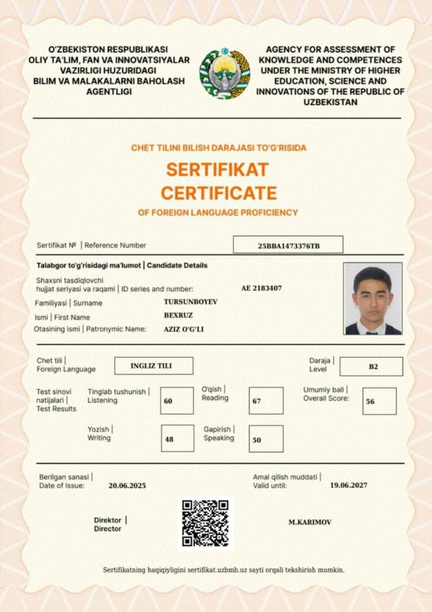 O'ZBEKISTON RESPUBLIKASI
OLIY TA'LIM, FAN VA INNOVATSIYALAR
VAZIRLIGI HUZURIDAGI
BILIM VA MALAKALARNI BAHOLASH
AGENTLIGI
AGENCY FOR ASSESSMENT OF
KNOWLEDGE AND COMPETENCES
UNDER THE MINISTRY OF HIGHER
EDUCATION, SCIENCE AND
INNOVATIONS OF THE REPUBLIC OF
UZBEKISTAN
CHET TILINI BILISH DARAJASI TO'G'RISIDA
SERTIFIKAT
CERTIFICATE
OF FOREIGN LANGUAGE PROFICIENCY
Sertifikat № | Reference Number
25BBA1473376TB
Talabgor to'g'risidagi ma'lumot | Candidate Details
Shaxsni tasdiqlovchi
hujjat seriyasi va raqami | ID series and number:
AE 2183407
Familiyasi | Surname
TURSUNBOYEV
Ismi | First Name
BEXRUZ
Otasining ismi | Patronymic Name:
AZIZ O'G'LI
Chet tili |
Foreign Language
INGLIZ TILI
Daraja |
Level
B2
Test sinovi
natijalari |
Test Results
Tinglab tushunish |
Listening
60
O'qish |
Reading
67
Umumiy ball |
Overall Score:
56
Yozish |
Writing
48
Gapirish |
Speaking
50
Berilgan sanasi |
Date of Issue:
20.06.2025
Amal qilish muddati |
Valid until:
19.06.2027
Direktor |
Director
M.KARIMOV
Sertifikatning haqiqiyligini sertifikat.uzbmb.uz sayti orqali tekshirish mumkin.